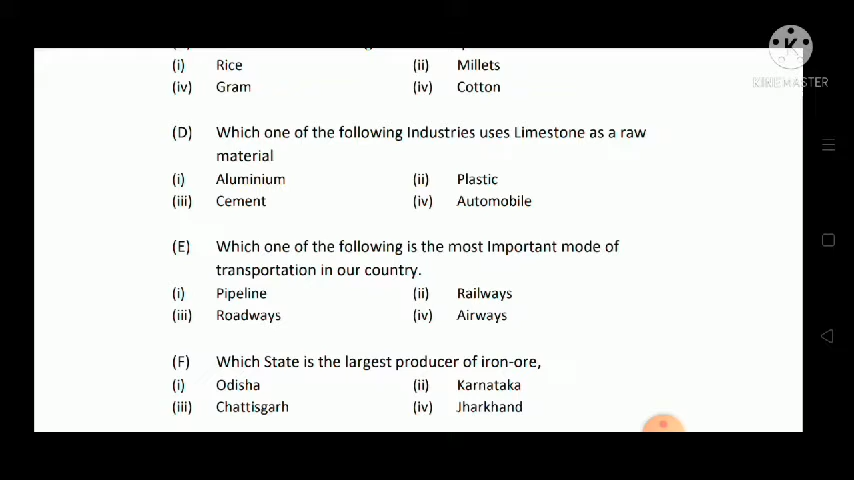 (i) Rice (ii) Millets
(iv) Gram (iv) Cotton
(D) Which one of the following Industries uses Limestone as a raw
material
(i) Aluminium (ii) Plastic
(iii) Cement (iv) Automobile
(E) Which one of the following is the most Important mode of
transportation in our country.
(i) Pipeline (ii) Railways
(iii) Roadways (iv) Airways
(F) Which State is the largest producer of iron-ore,
(i) Odisha (ii) Karnataka
(iii) Chattisgarh (iv) Jharkhand
K
KINEMASTER